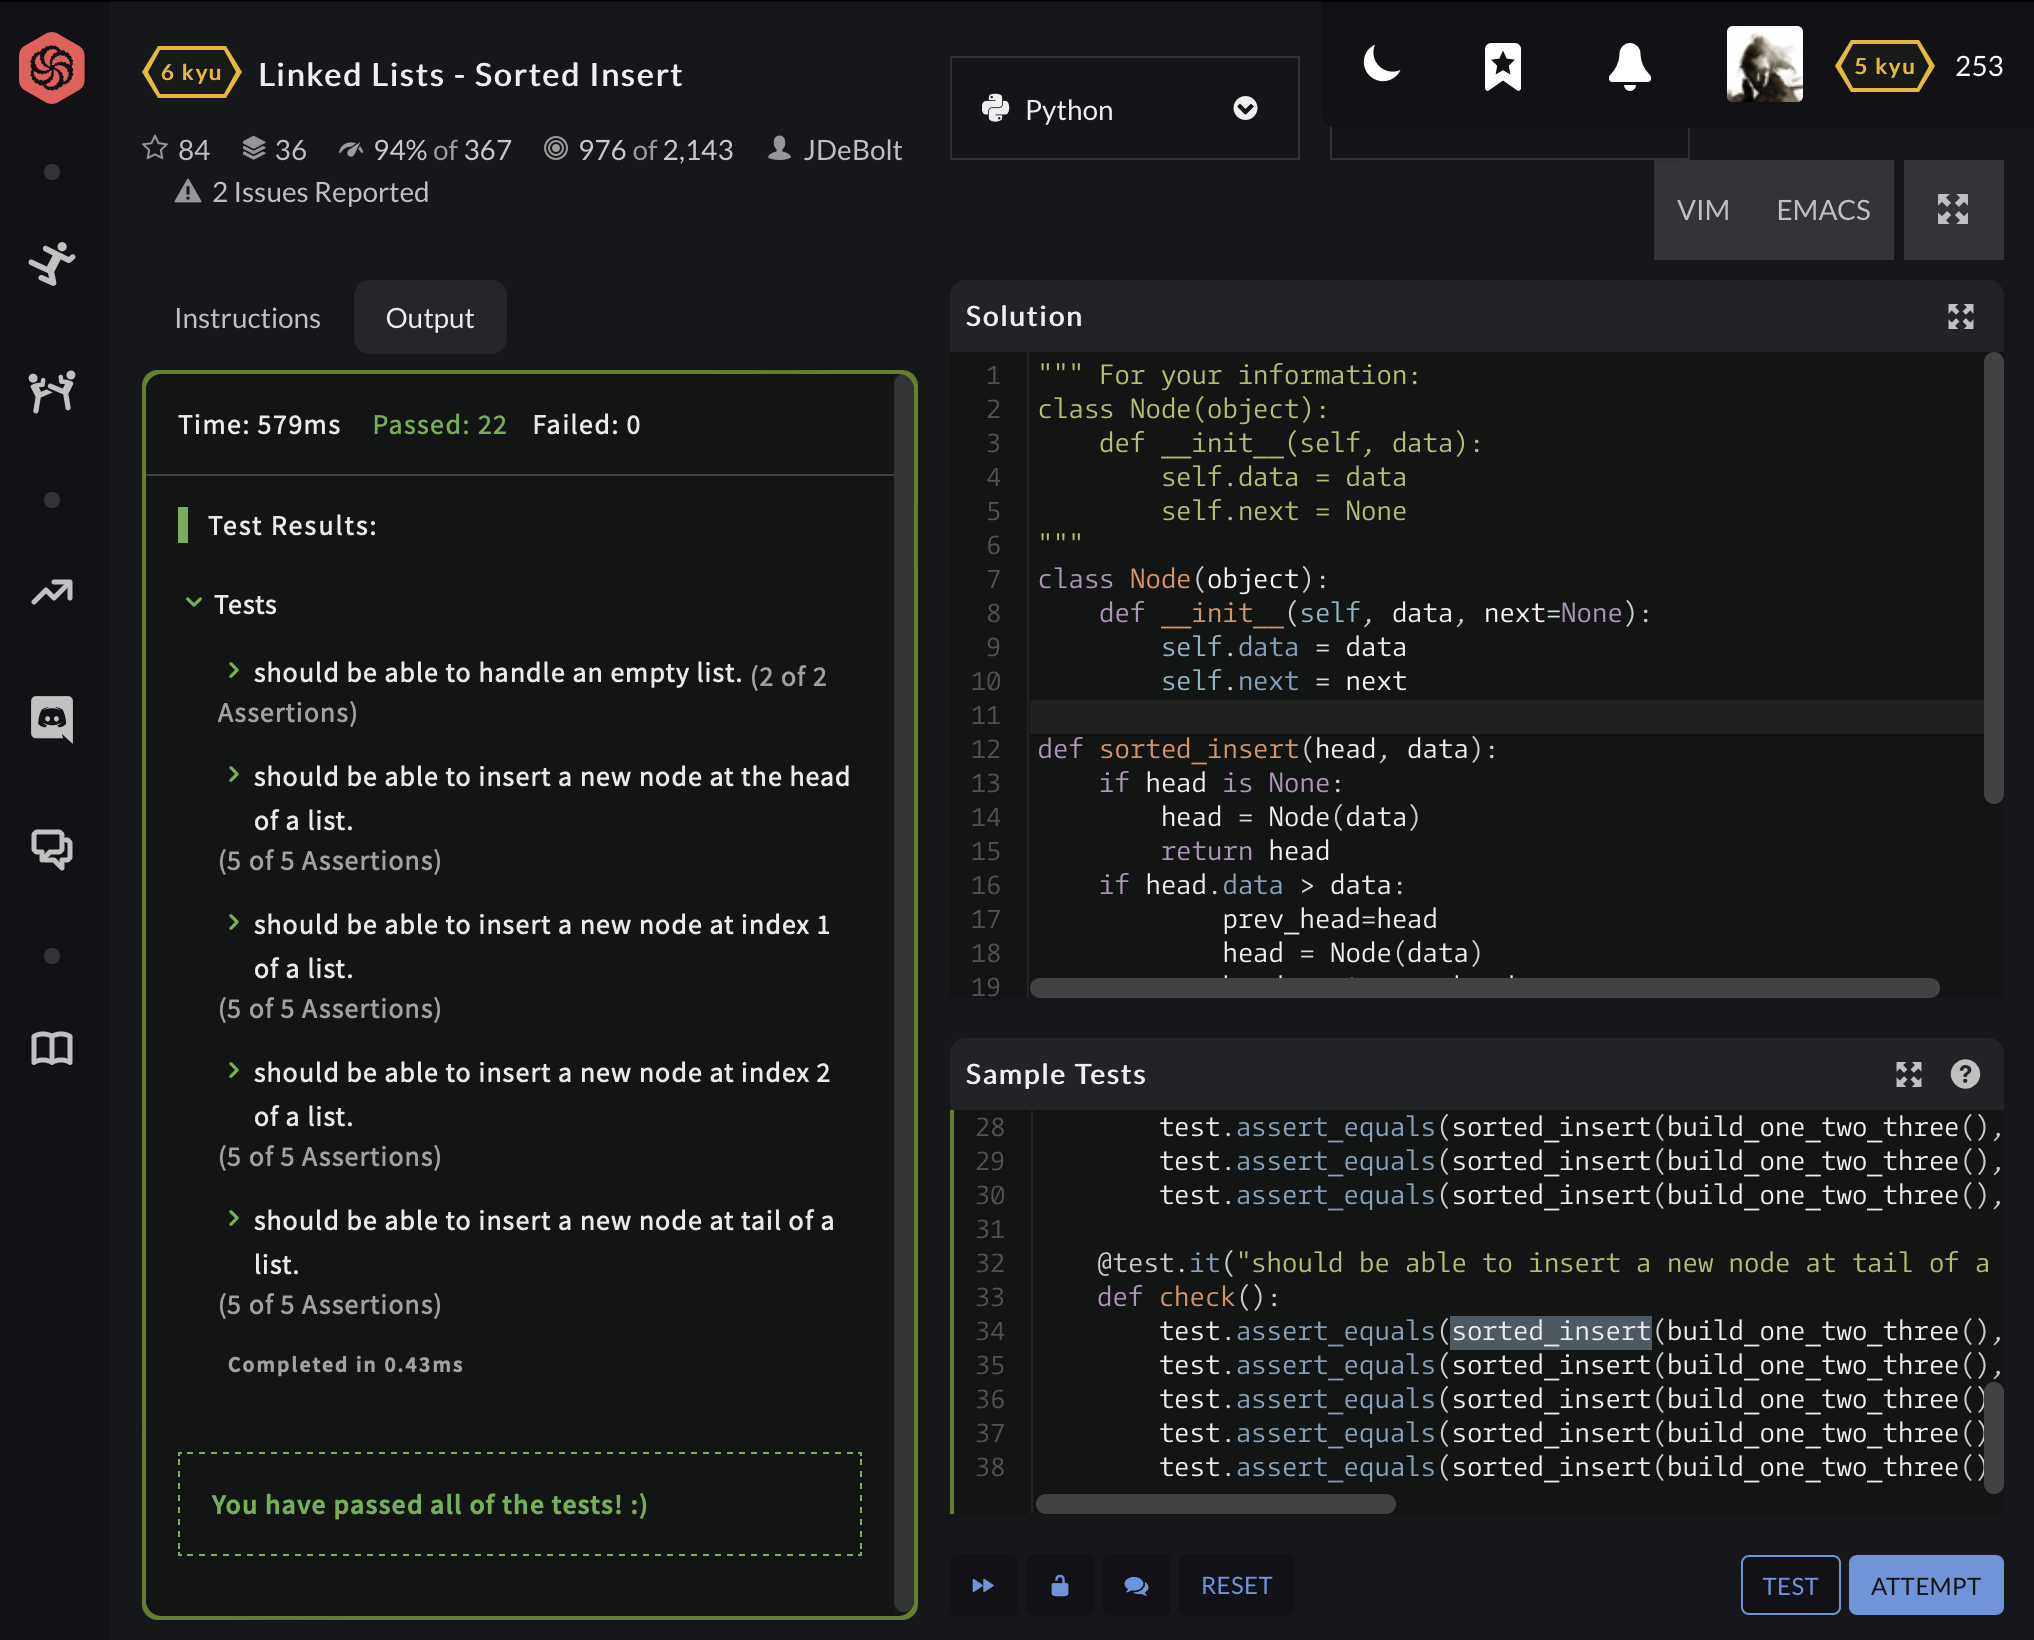 6 kyu Linked Lists - Sorted Insert
84 36 94% of 367 976 of 2,143 JDeBolt
2 Issues Reported
Python
5 kyu 253
VIM EMACS
Instructions Output
Time: 579ms Passed: 22 Failed: 0
Test Results:
Tests
should be able to handle an empty list. (2 of 2
Assertions)
should be able to insert a new node at the head
of a list.
(5 of 5 Assertions)
should be able to insert a new node at index 1
of a list.
(5 of 5 Assertions)
should be able to insert a new node at index 2
of a list.
(5 of 5 Assertions)
should be able to insert a new node at tail of a
list.
(5 of 5 Assertions)
Completed in 0.43ms
You have passed all of the tests! :)
Solution
1 """ For your information:
2 class Node(object):
3     def __init__(self, data):
4         self.data = data
5         self.next = None
6 """
7 class Node(object):
8     def __init__(self, data, next=None):
9         self.data = data
10         self.next = next
11
12 def sorted_insert(head, data):
13     if head is None:
14         head = Node(data)
15         return head
16     if head.data > data:
17             prev_head=head
18             head = Node(data)
19
Sample Tests
28         test.assert_equals(sorted_insert(build_one_two_three(),
29         test.assert_equals(sorted_insert(build_one_two_three(),
30         test.assert_equals(sorted_insert(build_one_two_three(),
31
32     @test.it("should be able to insert a new node at tail of a
33     def check():
34         test.assert_equals(sorted_insert(build_one_two_three(),
35         test.assert_equals(sorted_insert(build_one_two_three(),
36         test.assert_equals(sorted_insert(build_one_two_three()
37         test.assert_equals(sorted_insert(build_one_two_three()
38         test.assert_equals(sorted_insert(build_one_two_three()
RESET TEST ATTEMPT